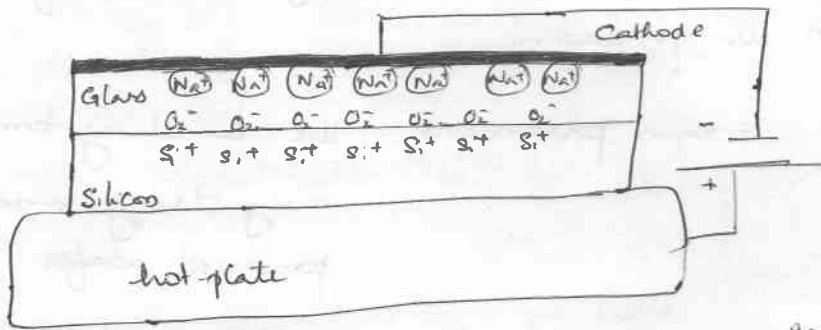 Cathode
Na+ Na+ Na+ Na+ Na+ Na+ Na+
Glass
O2- O2- O2- O2- O2- O2- O2-
Si+ Si+ Si+ Si+ Si+ Si+ Si+
-
+
Silicon
hot plate